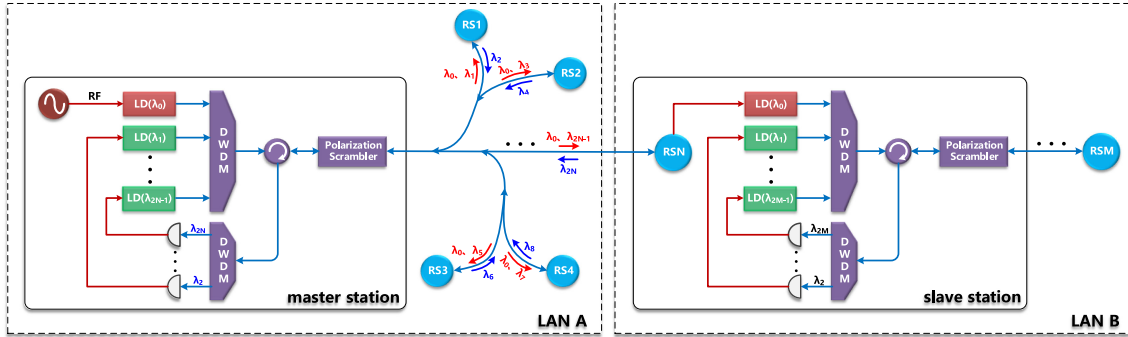 RS1
λ₂
λ₀、λ₁
λ₀、λ₃
RS2
λ₄
RF
LD(λ₀)
LD(λ₁)
LD(λ₂N-1)
DWDM
Polarization
Scrambler
λ₀、λ₂N-1
λ₂N
RSN
λ₂N
λ₂
DWDM
master station
λ₀、λ₅
RS3
λ₆
λ₈
λ₀、λ₇
RS4
LAN A
LD(λ₀)
LD(λ₁)
LD(λ₂M-1)
DWDM
Polarization
Scrambler
RSM
λ₂M
λ₂
DWDM
slave station
LAN B